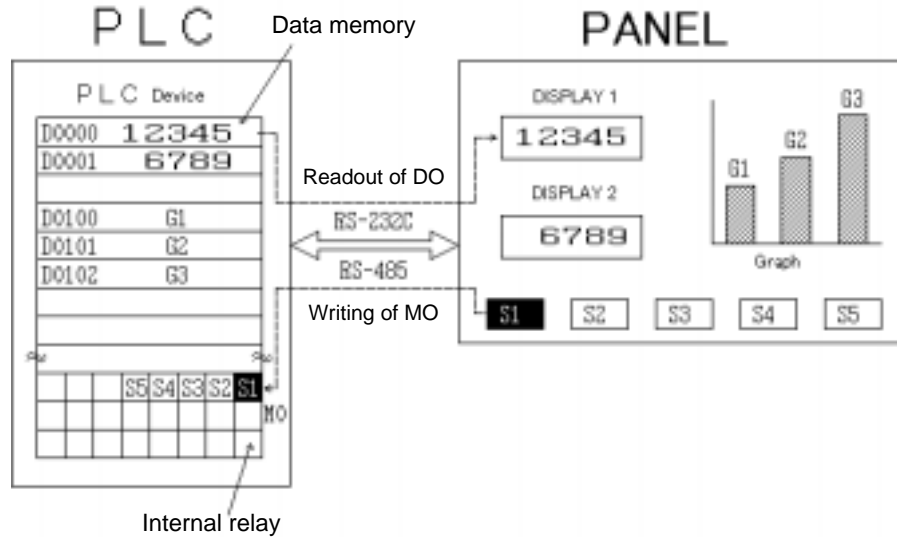 PLC
Data memory
PANEL
PLC Device
D0000 12345
D0001 6789
D0100 G1
D0101 G2
D0102 G3
S5 S4 S3 S2 S1
M0
Internal relay
Readout of DO
RS-232C
RS-485
Writing of MO
DISPLAY 1
12345
DISPLAY 2
6789
G1
G2
G3
Graph
S1 S2 S3 S4 S5